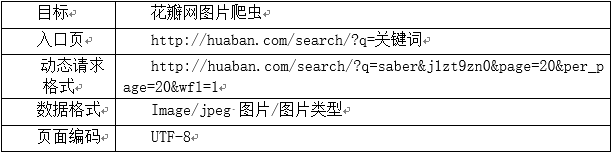 目标 花瓣网图片爬虫
入口页 http://huaban.com/search/?q=关键词
动态请求 http://huaban.com/search/?q=saber&jlzt9zn0&page=20&per_p
格式 age=20&wfl=1
数据格式 Image/jpeg 图片/图片类型
页面编码 UTF-8